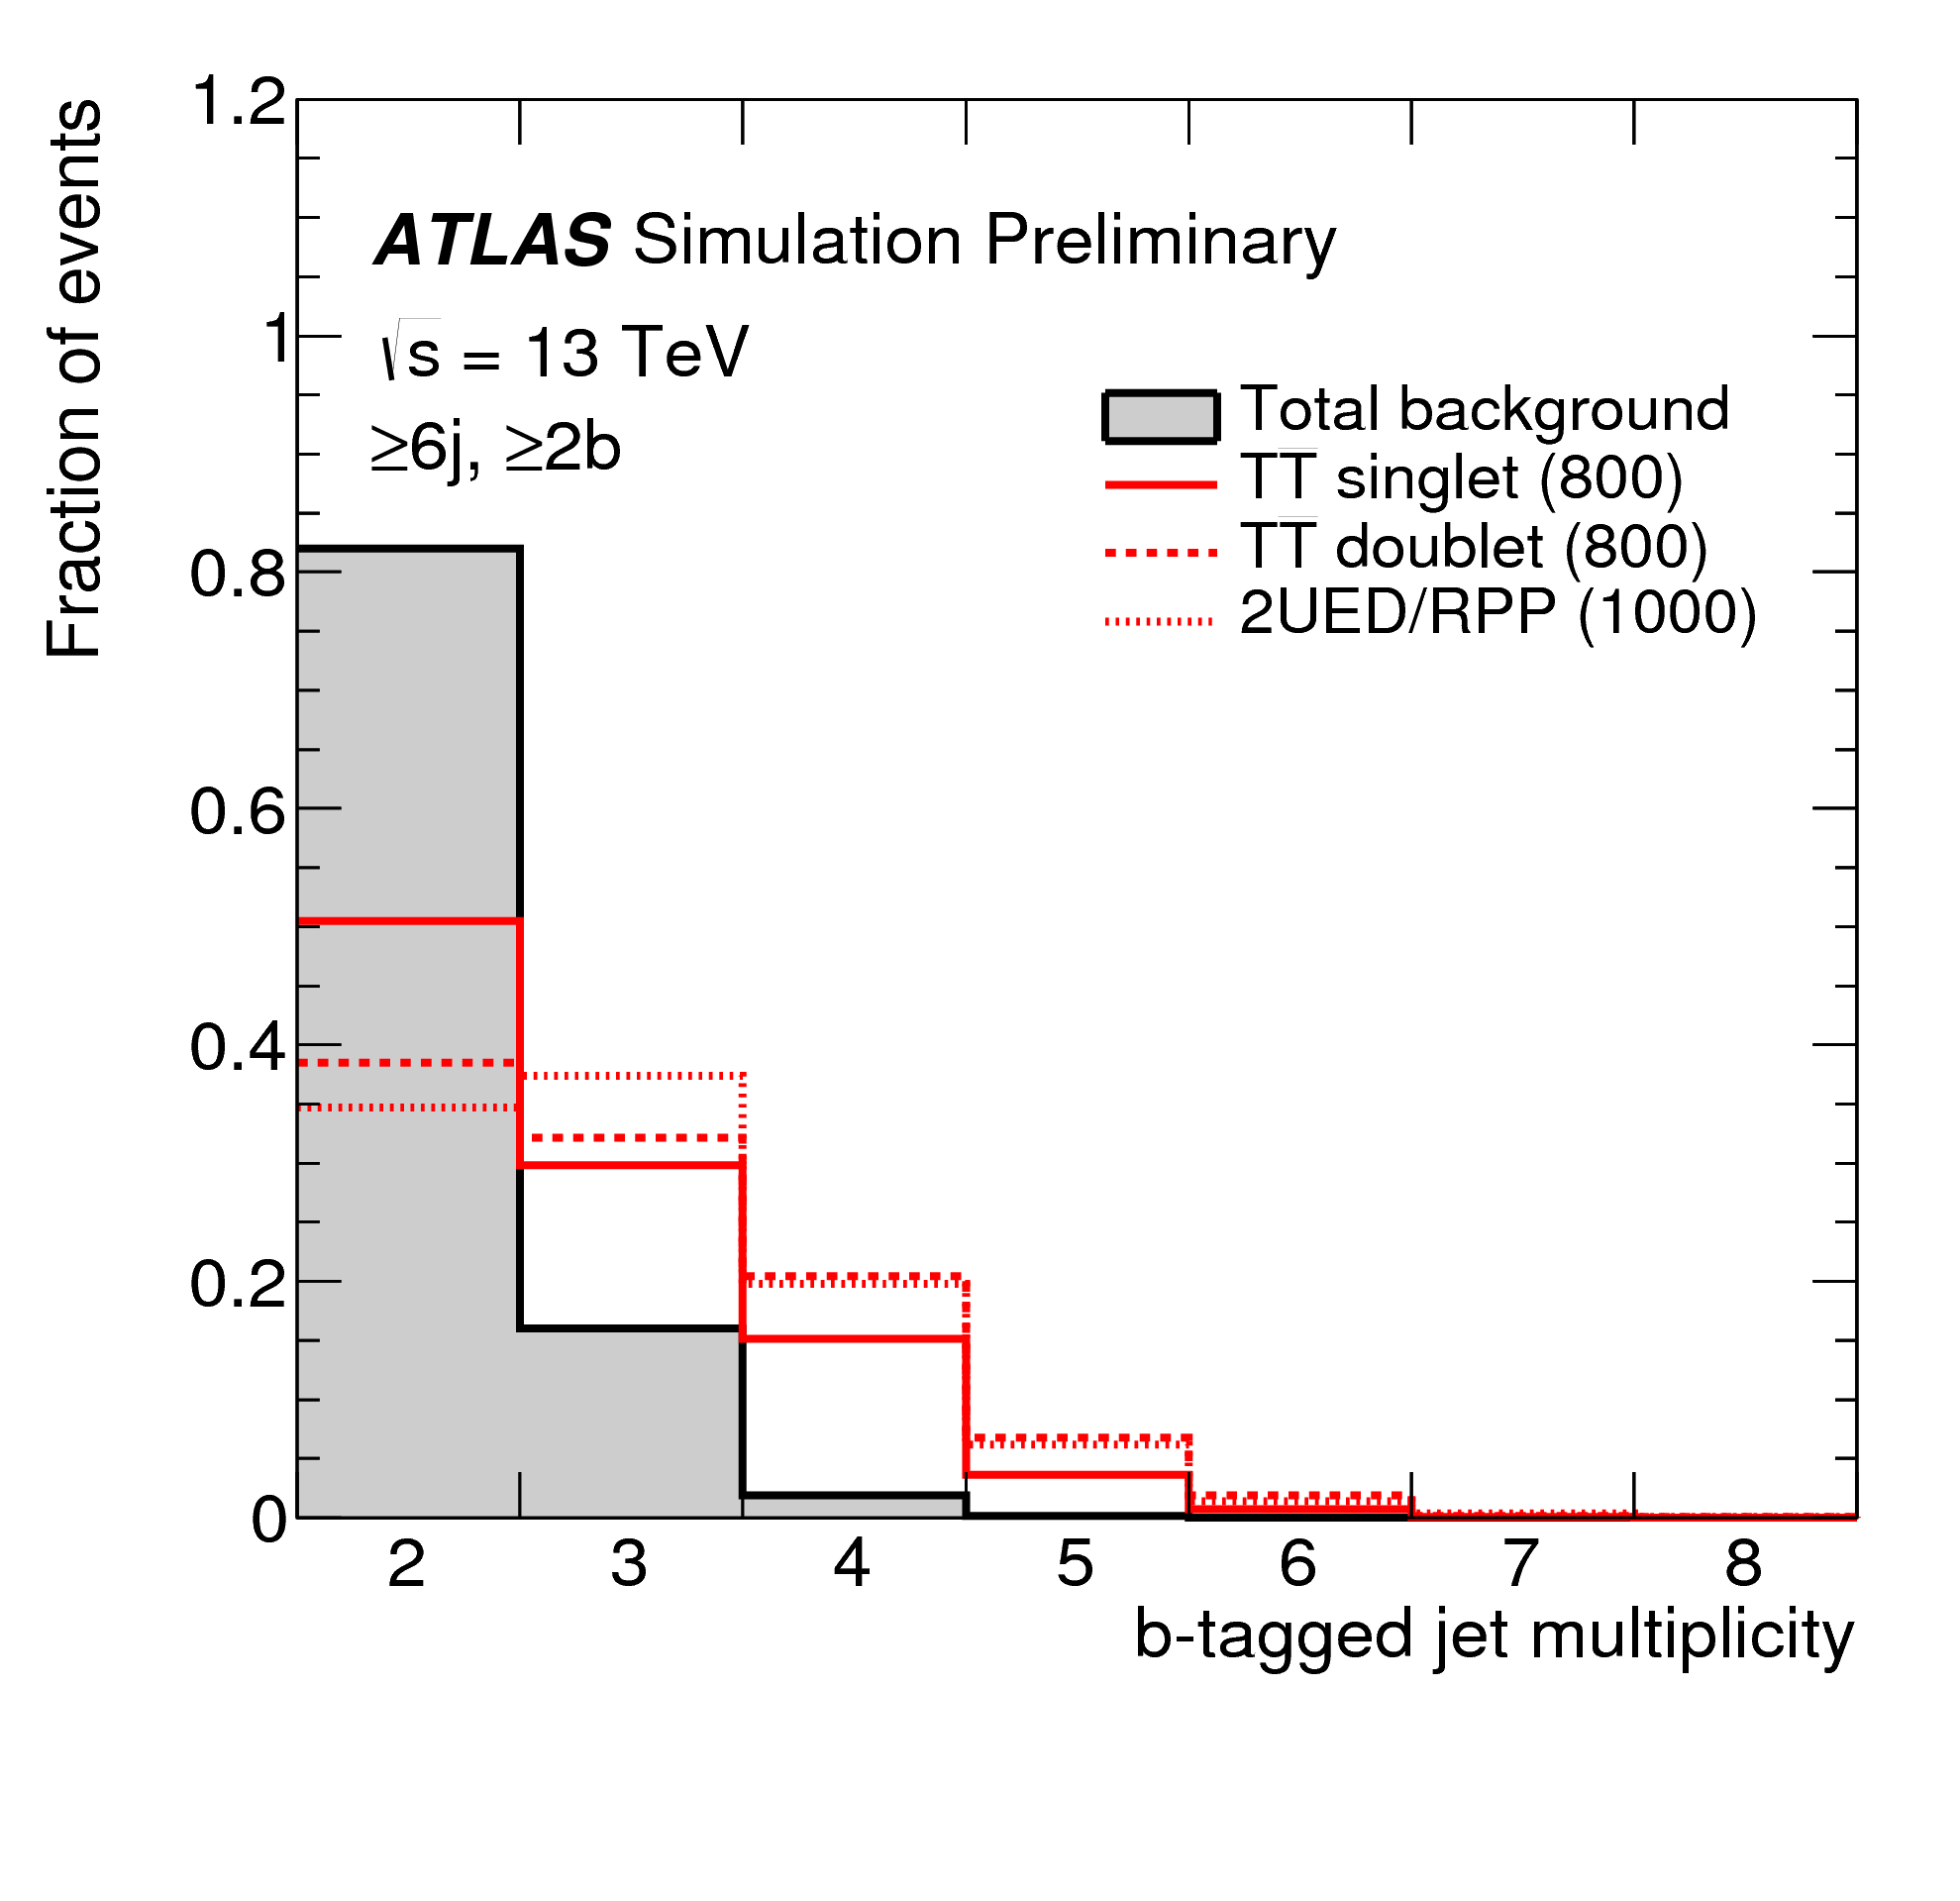 Fraction of events
1.2
1
0.8
0.6
0.4
0.2
0
ATLAS Simulation Preliminary
√s = 13 TeV
≥6j, ≥2b
Total background
TT̅ singlet (800)
TT̅ doublet (800)
2UED/RPP (1000)
2 3 4 5 6 7 8
b-tagged jet multiplicity